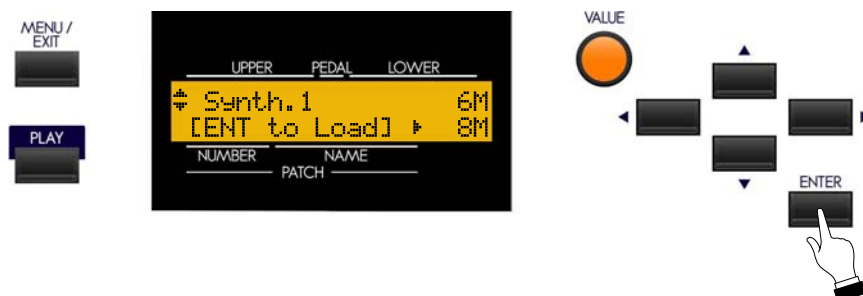 MENU /
EXIT
PLAY
UPPER PEDAL LOWER
Synth.1 6M
[ENT to Load] 8M
NUMBER NAME
PATCH
VALUE
ENTER